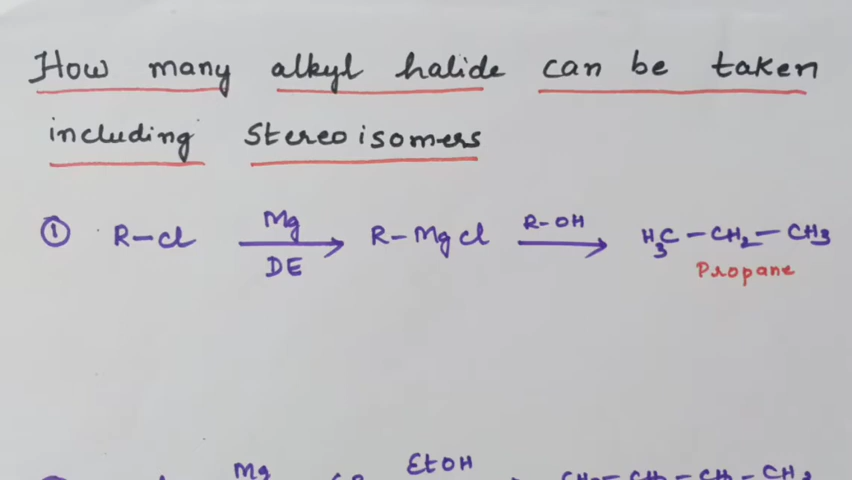 How many alkyl halide can be taken
including stereoisomers
① R-Cl Mg DE R-MgCl R-OH H3C-CH2-CH3
Propane
Mg EtOH